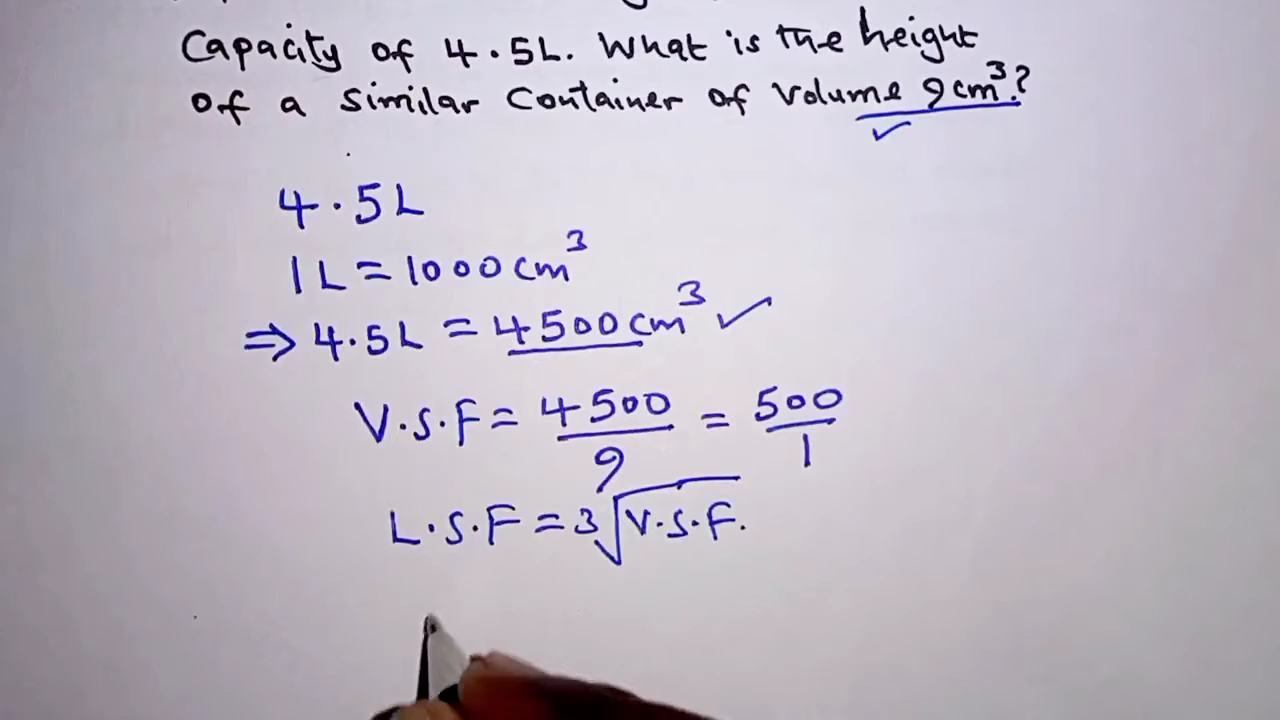 Capacity of 4.5L. What is the height
of a similar container of volume 9cm³?
4.5L
1L = 1000cm³
⇒ 4.5L = 4500cm³ ✓
V.S.F = 4500/9 = 500/1
L.S.F = ∛V.S.F.